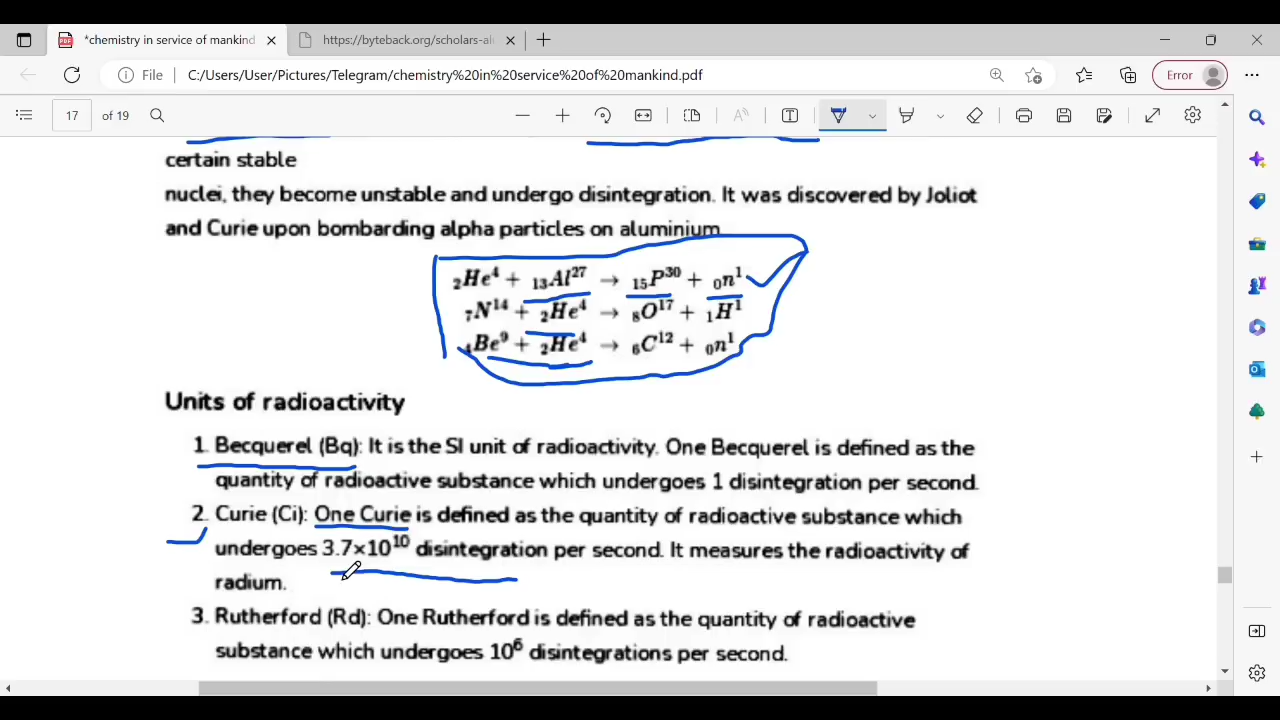 *chemistry in service of mankind
https://byteback.org/scholars-al
File
C:/Users/User/Pictures/Telegram/chemistry%20in%20service%20of%20mankind.pdf
Error
17 of 19
certain stable
nuclei, they become unstable and undergo disintegration. It was discovered by Joliot
and Curie upon bombarding alpha particles on aluminium
₂He⁴ + ₁₃Al²⁷ → ₁₅P³⁰ + ₀n¹
₇N¹⁴ + ₂He⁴ → ₈O¹⁷ + ₁H¹
₄Be⁹ + ₂He⁴ → ₆C¹² + ₀n¹
Units of radioactivity
1. Becquerel (Bq): It is the SI unit of radioactivity. One Becquerel is defined as the
quantity of radioactive substance which undergoes 1 disintegration per second.
2. Curie (Ci): One Curie is defined as the quantity of radioactive substance which
undergoes 3.7×10¹⁰ disintegration per second. It measures the radioactivity of
radium.
3. Rutherford (Rd): One Rutherford is defined as the quantity of radioactive
substance which undergoes 10⁶ disintegrations per second.